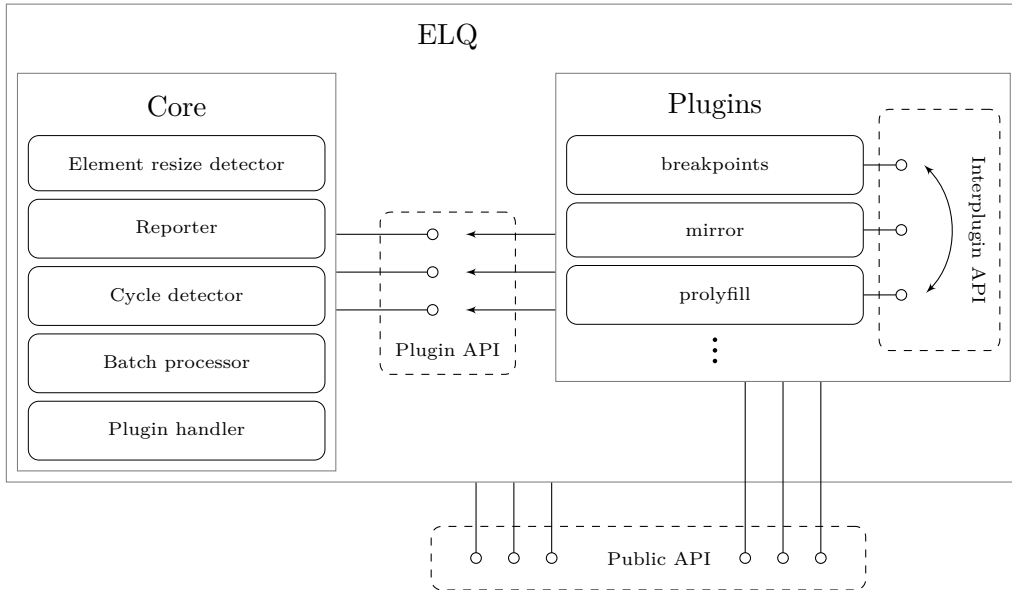 ELQ
Core
Element resize detector
Reporter
Cycle detector
Batch processor
Plugin handler
Plugin API
Plugins
breakpoints
mirror
prolyfill
Interplugin API
Public API